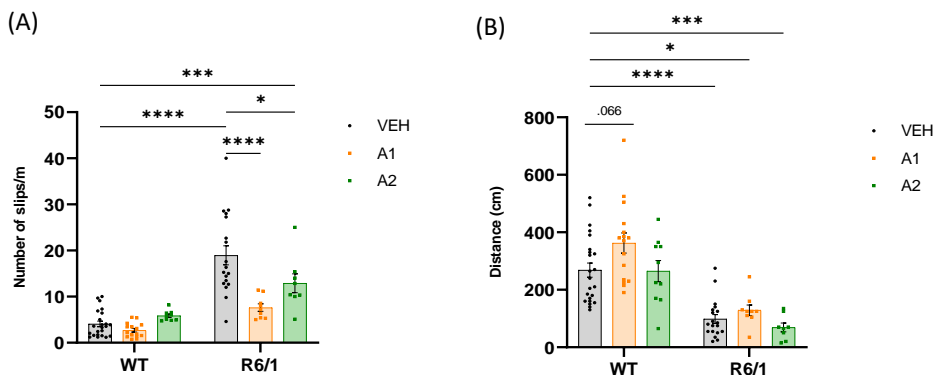 (A)
***
*
****
****
Number of slips/m
50
40
30
20
10
0
WT
R6/1
VEH
A1
A2
(B)
***
*
****
.066
Distance (cm)
800
600
400
200
0
WT
R6/1
VEH
A1
A2